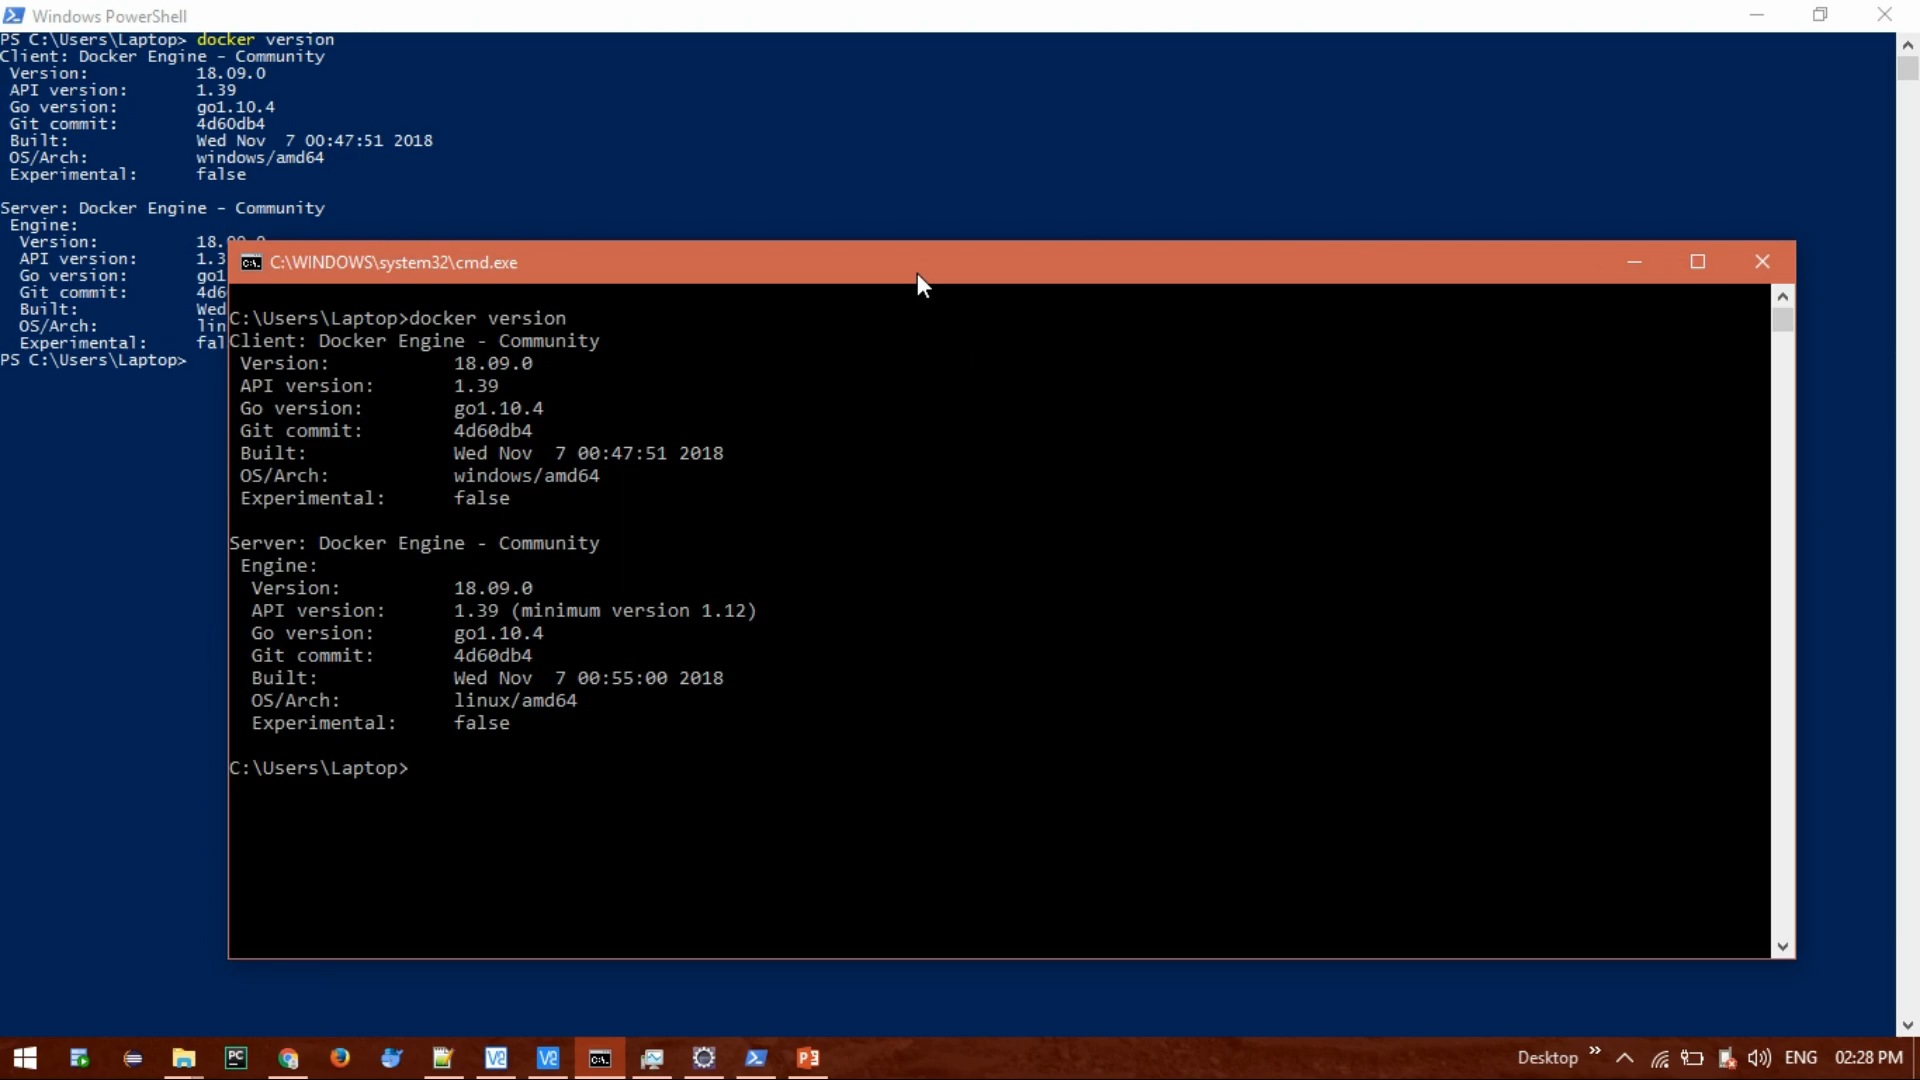 Windows PowerShell
PS C:\Users\Laptop> docker version
Client: Docker Engine - Community
Version: 18.09.0
API version: 1.39
Go version: go1.10.4
Git commit: 4d60db4
Built: Wed Nov  7 00:47:51 2018
OS/Arch: windows/amd64
Experimental: false
Server: Docker Engine - Community
Engine:
Version: 18.09.0
API version: 1.3
Go version: go1
Git commit: 4d6
Built: Wed
OS/Arch: lin
Experimental: fal
PS C:\Users\Laptop>
C:\WINDOWS\system32\cmd.exe
C:\Users\Laptop>docker version
Client: Docker Engine - Community
Version: 18.09.0
API version: 1.39
Go version: go1.10.4
Git commit: 4d60db4
Built: Wed Nov  7 00:47:51 2018
OS/Arch: windows/amd64
Experimental: false
Server: Docker Engine - Community
Engine:
Version: 18.09.0
API version: 1.39 (minimum version 1.12)
Go version: go1.10.4
Git commit: 4d60db4
Built: Wed Nov  7 00:55:00 2018
OS/Arch: linux/amd64
Experimental: false
C:\Users\Laptop>
Desktop ENG 02:28 PM